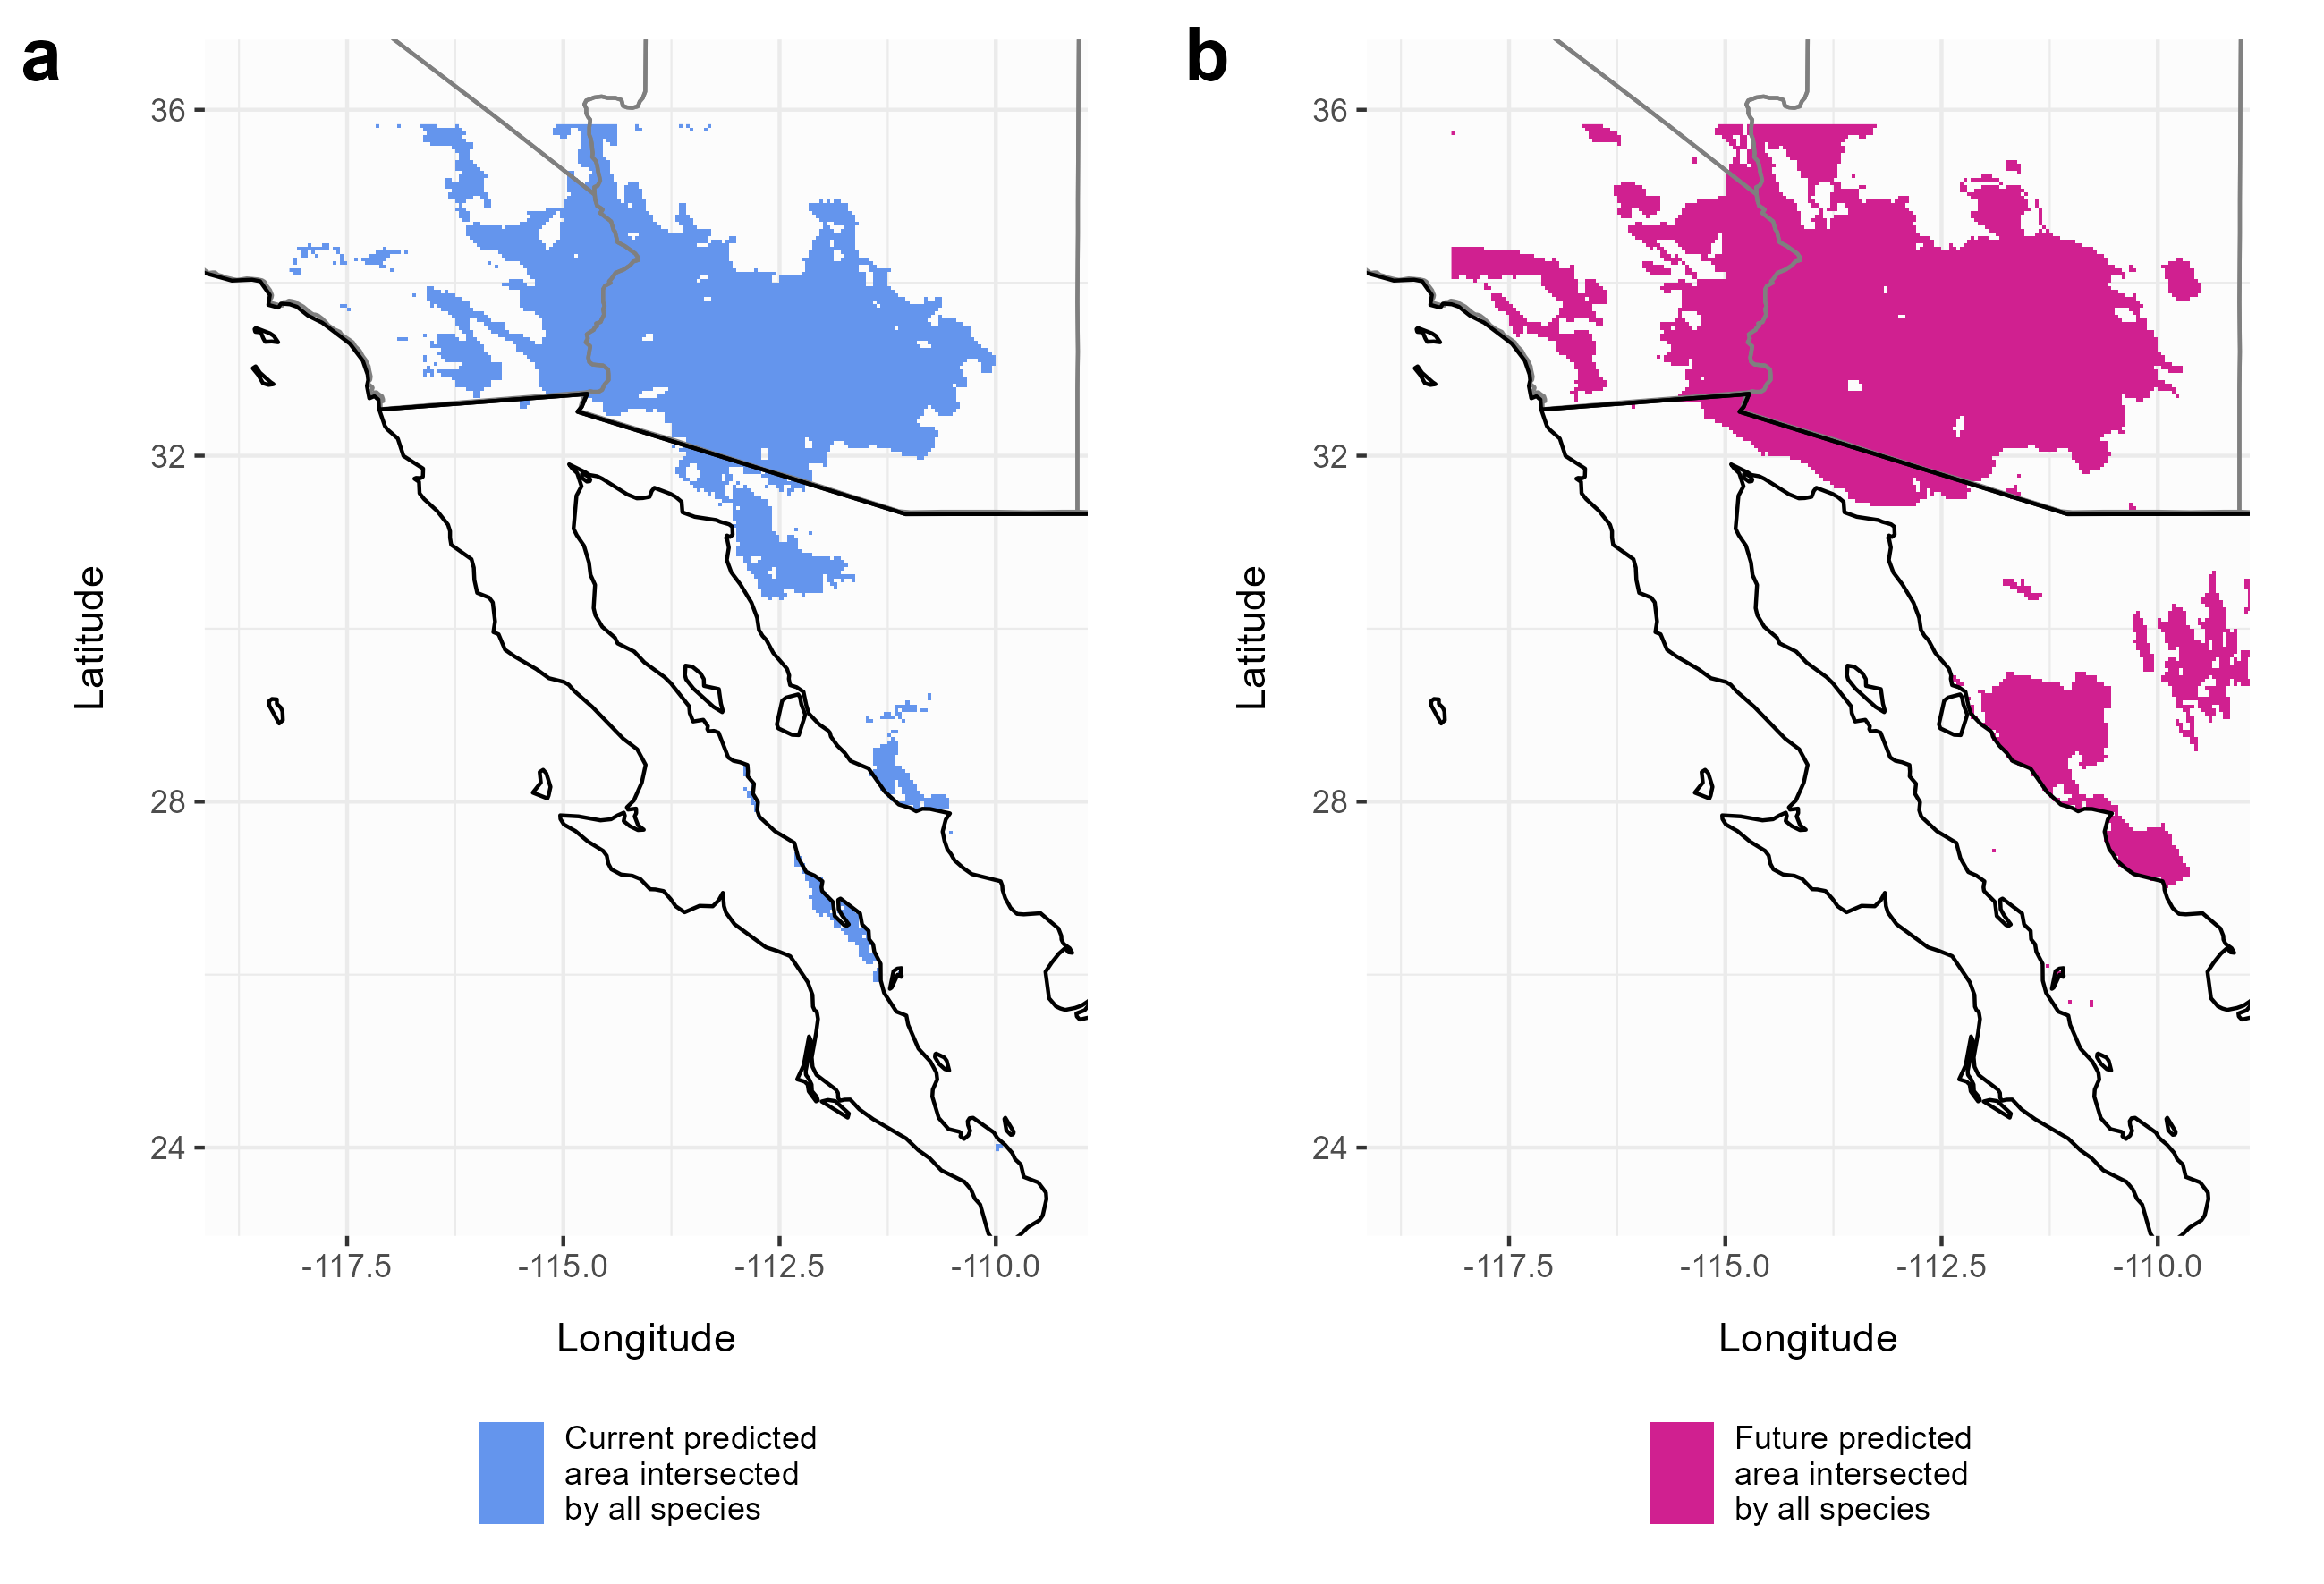 a
36
32
28
24
Latitude
-117.5
-115.0
-112.5
-110.0
Longitude
Current predicted
area intersected
by all species
b
36
32
28
24
Latitude
-117.5
-115.0
-112.5
-110.0
Longitude
Future predicted
area intersected
by all species